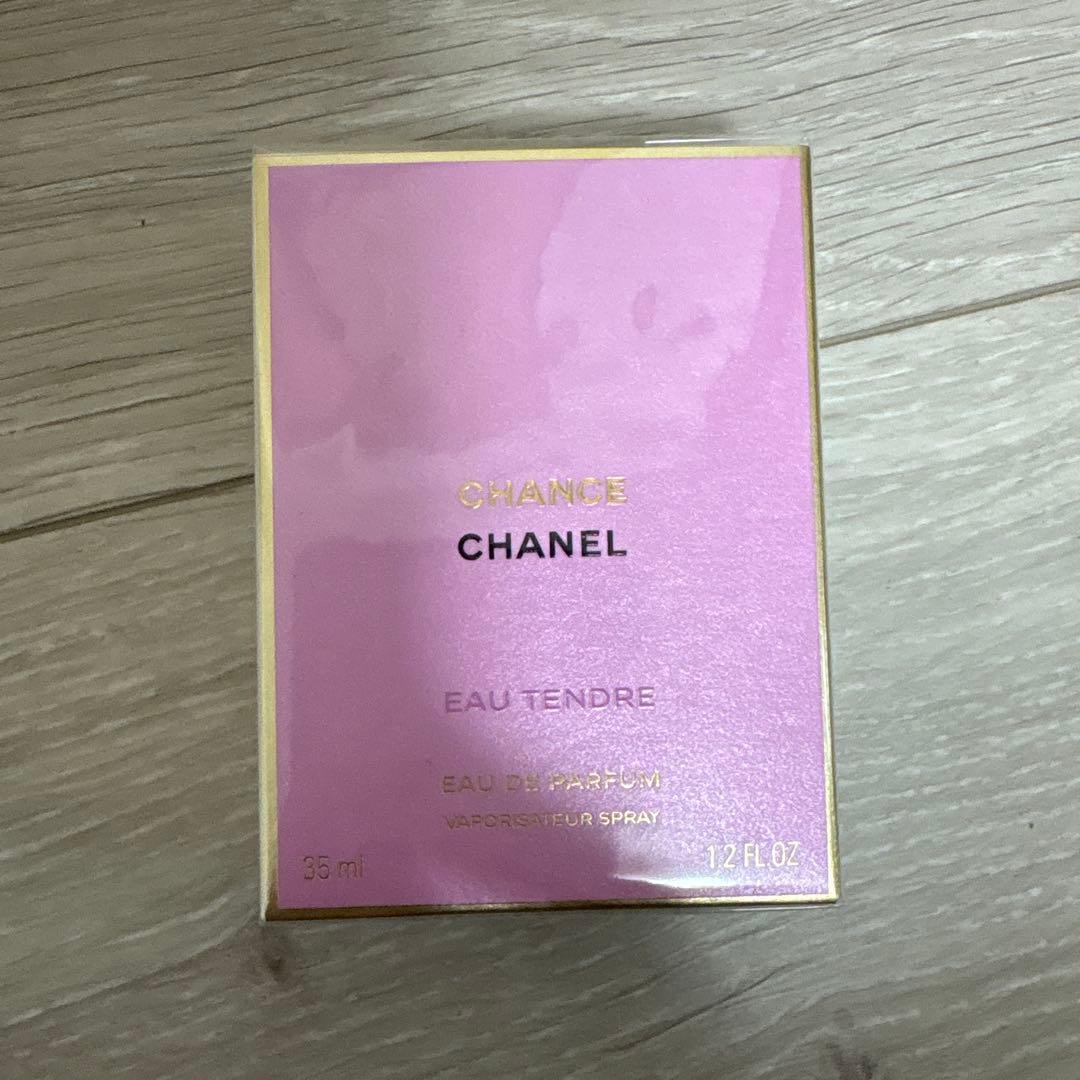 CHANCE
CHANEL
EAU TENDRE
EAU DE PARFUM
VAPORISATEUR SPRAY
35 ml 1.2 FL.OZ